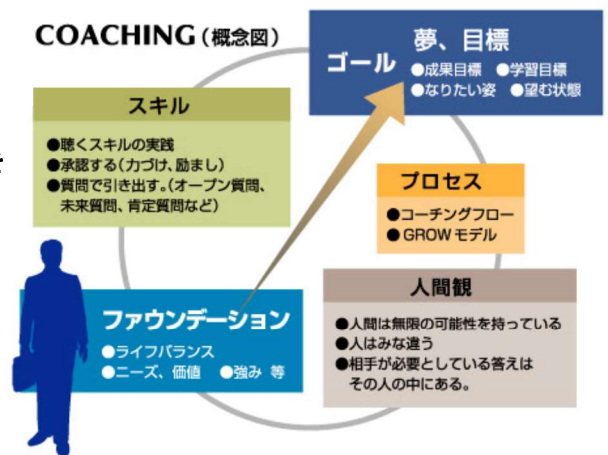 COACHING(概念図)
ゴール
夢、目標
●成果目標 ●学習目標
●なりたい姿 ●望む状態
スキル
●聴くスキルの実践
●承認する(力づけ、励まし)
●質問で引き出す。(オープン質問、
未来質問、肯定質問など)
プロセス
●コーチングフロー
●GROWモデル
人間観
●人間は無限の可能性を持っている
●人はみな違う
●相手が必要としている答えは
その人の中にある。
ファウンデーション
●ライフバランス
●ニーズ、価値 ●強み 等